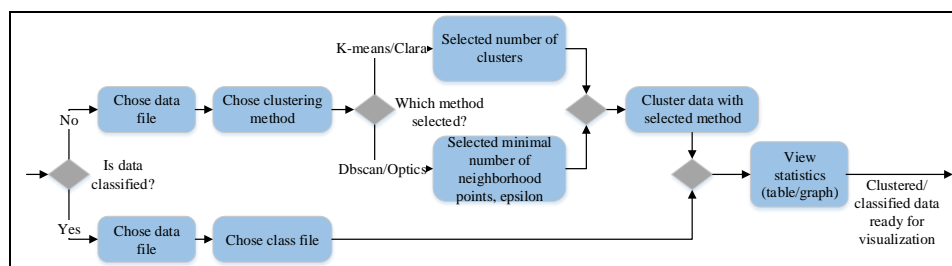 K-means/Clara
Selected number of
clusters
Chose data
file
Chose clustering
method
Which method
selected?
Cluster data with
selected method
No
Is data
classified?
Dbscan/Optics
Selected minimal
number of
neighborhood
points, epsilon
View
statistics
(table/graph)
Clustered/
classified data
ready for
visualization
Yes
Chose data
file
Chose class file